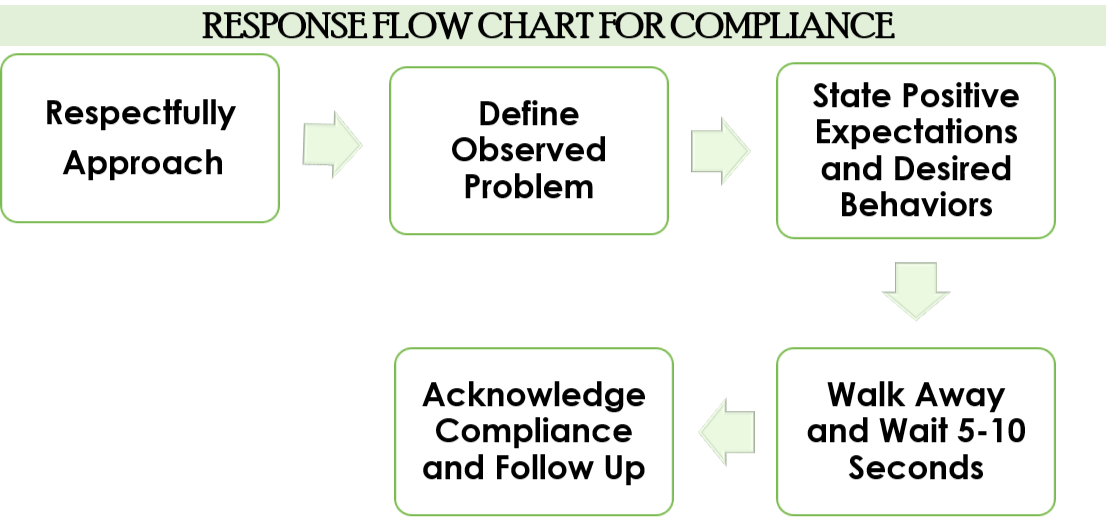 RESPONSE FLOW CHART FOR COMPLIANCE
Respectfully
Approach
Define
Observed
Problem
State Positive
Expectations
and Desired
Behaviors
Walk Away
and Wait 5-10
Seconds
Acknowledge
Compliance
and Follow Up